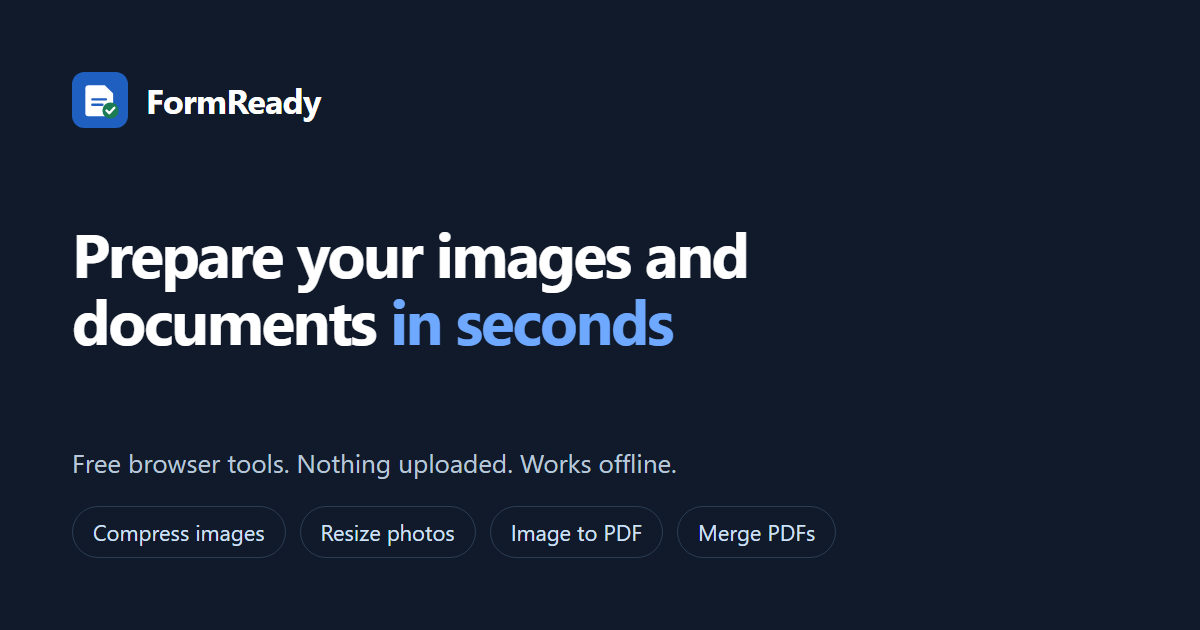 FormReady
Prepare your images and
documents in seconds
Free browser tools. Nothing uploaded. Works offline.
Compress images
Resize photos
Image to PDF
Merge PDFs